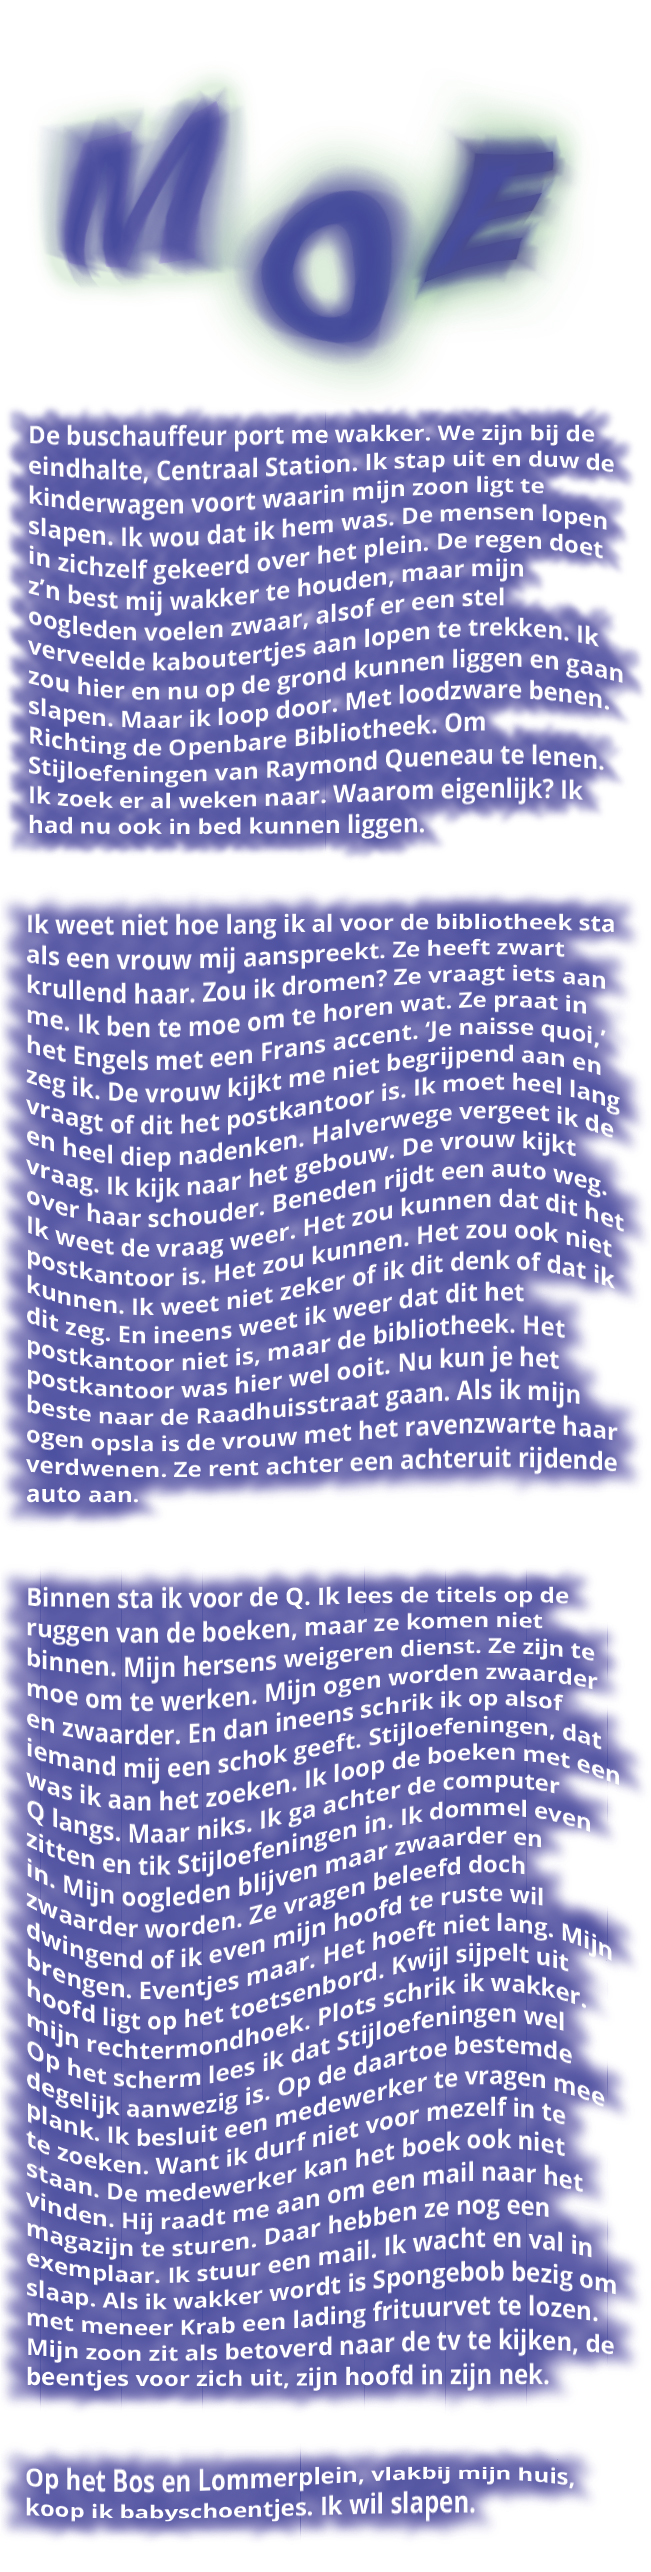 MOE
De buschauffeur port me wakker. We zijn bij de
eindhalte, Centraal Station. Ik stap uit en duw de
kinderwagen voort waarin mijn zoon ligt te
slapen. Ik wou dat ik hem was. De mensen lopen
in zichzelf gekeerd over het plein. De regen doet
z’n best mij wakker te houden, maar mijn
oogleden voelen zwaar, alsof er een stel
verveelde kaboutertjes aan lopen te trekken. Ik
zou hier en nu op de grond kunnen liggen en gaan
slapen. Maar ik loop door. Met loodzware benen.
Richting de Openbare Bibliotheek. Om
Stijloefeningen van Raymond Queneau te lenen.
Ik zoek er al weken naar. Waarom eigenlijk? Ik
had nu ook in bed kunnen liggen.
Ik weet niet hoe lang ik al voor de bibliotheek sta
als een vrouw mij aanspreekt. Ze heeft zwart
krullend haar. Zou ik dromen? Ze vraagt iets aan
me. Ik ben te moe om te horen wat. Ze praat in
het Engels met een Frans accent. ‘Je naisse quoi,’
zeg ik. De vrouw kijkt me niet begrijpend aan en
vraagt of dit het postkantoor is. Ik moet heel lang
en heel diep nadenken. Halverwege vergeet ik de
vraag. Ik kijk naar het gebouw. De vrouw kijkt
over haar schouder. Beneden rijdt een auto weg.
Ik weet de vraag weer. Het zou kunnen dat dit het
postkantoor is. Het zou kunnen. Het zou ook niet
kunnen. Ik weet niet zeker of ik dit denk of dat ik
dit zeg. En ineens weet ik weer dat dit het
postkantoor niet is, maar de bibliotheek. Het
postkantoor was hier wel ooit. Nu kun je het
beste naar de Raadhuisstraat gaan. Als ik mijn
ogen opsla is de vrouw met het ravenzwarte haar
verdwenen. Ze rent achter een achteruit rijdende
auto aan.
Binnen sta ik voor de Q. Ik lees de titels op de
ruggen van de boeken, maar ze komen niet
binnen. Mijn hersens weigeren dienst. Ze zijn te
moe om te werken. Mijn ogen worden zwaarder
en zwaarder. En dan ineens schrik ik op alsof
iemand mij een schok geeft. Stijloefeningen, dat
was ik aan het zoeken. Ik loop de boeken met een
Q langs. Maar niks. Ik ga achter de computer
zitten en tik Stijloefeningen in. Ik dommel even
in. Mijn oogleden blijven maar zwaarder en
zwaarder worden. Ze vragen beleefd doch
dwingend of ik even mijn hoofd te ruste wil
brengen. Eventjes maar. Het hoeft niet lang. Mijn
hoofd ligt op het toetsenbord. Kwijl sijpelt uit
mijn rechtermondhoek. Plots schrik ik wakker.
Op het scherm lees ik dat Stijloefeningen wel
degelijk aanwezig is. Op de daartoe bestemde
plank. Ik besluit een medewerker te vragen mee
te zoeken. Want ik durf niet voor mezelf in te
staan. De medewerker kan het boek ook niet
vinden. Hij raadt me aan om een mail naar het
magazijn te sturen. Daar hebben ze nog een
exemplaar. Ik stuur een mail. Ik wacht en val in
slaap. Als ik wakker wordt is Spongebob bezig om
met meneer Krab een lading frituurvet te lozen.
Mijn zoon zit als betoverd naar de tv te kijken, de
beentjes voor zich uit, zijn hoofd in zijn nek.
Op het Bos en Lommerplein, vlakbij mijn huis,
koop ik babyschoentjes. Ik wil slapen.